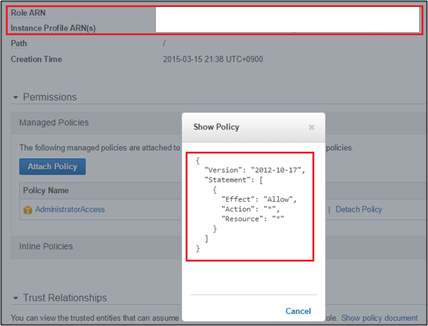 Role ARN
Instance Profile ARN(s)
Path /
Creation Time 2015-03-15 21:38 UTC+0900
Permissions
Managed Policies
The following managed policies are attached to policies.
Attach Policy
Show Policy ×
{
"Version": "2012-10-17",
"Statement": [
{
"Effect": "Allow",
"Action": "*",
"Resource": "*"
}
]
}
Cancel
Policy Name
AdministratorAccess | Detach Policy
Inline Policies
Trust Relationships
You can view the trusted entities that can assume ole. Show policy document